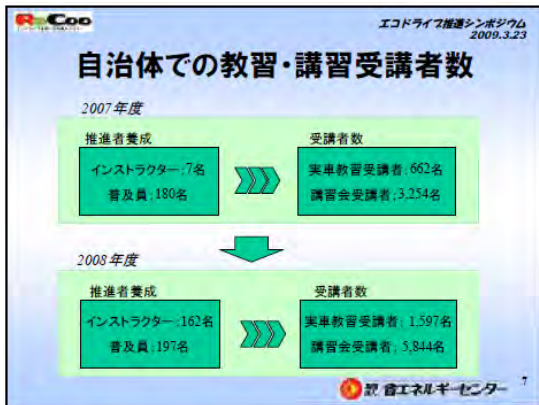 ReCoo
エコドライブ推進シンポジウム
2009.3.23
自治体での教習・講習受講者数
2007年度
推進者養成
インストラクター;7名
普及員;180名
受講者数
実車教習受講者;662名
講習会受講者;3,254名
2008年度
推進者養成
インストラクター:162名
普及員;197名
受講者数
実車教習受講者;1,597名
講習会受講者;5,844名
省エネルギーセンター
7